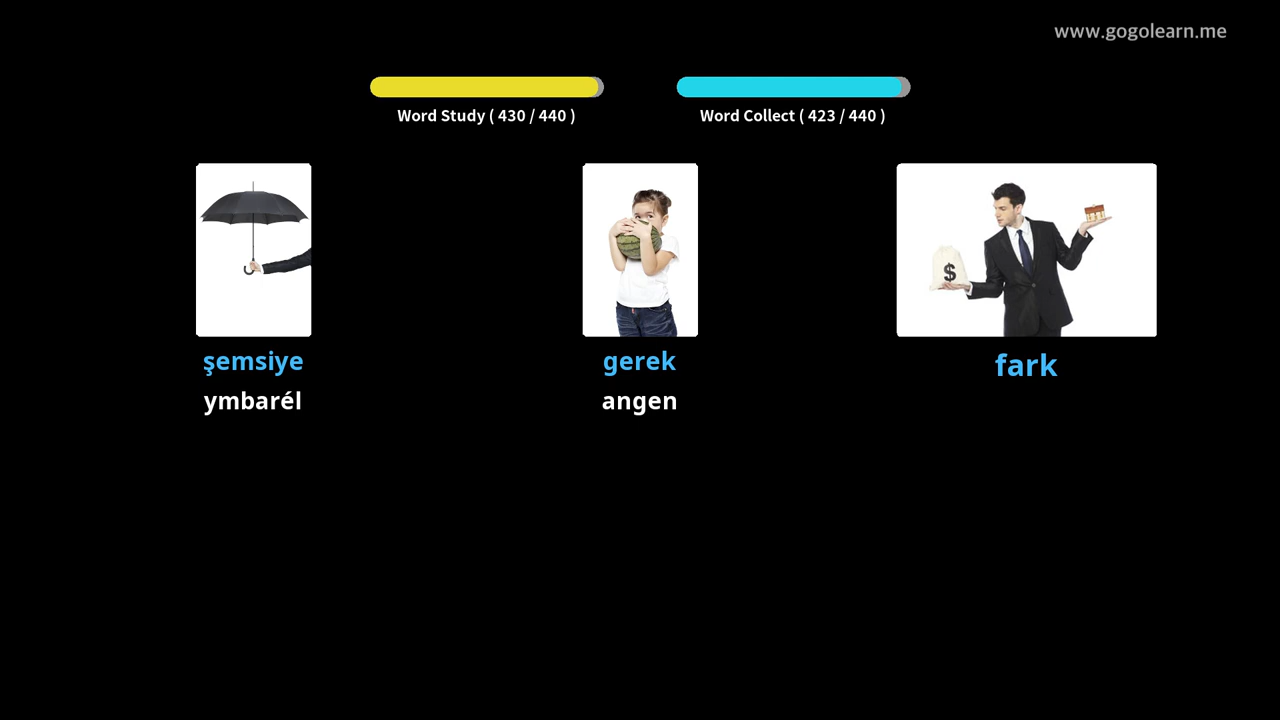 www.gogolearn.me
Word Study ( 430 / 440 )
Word Collect ( 423 / 440 )
$
şemsiye
gerek
fark
ymbarél
angen